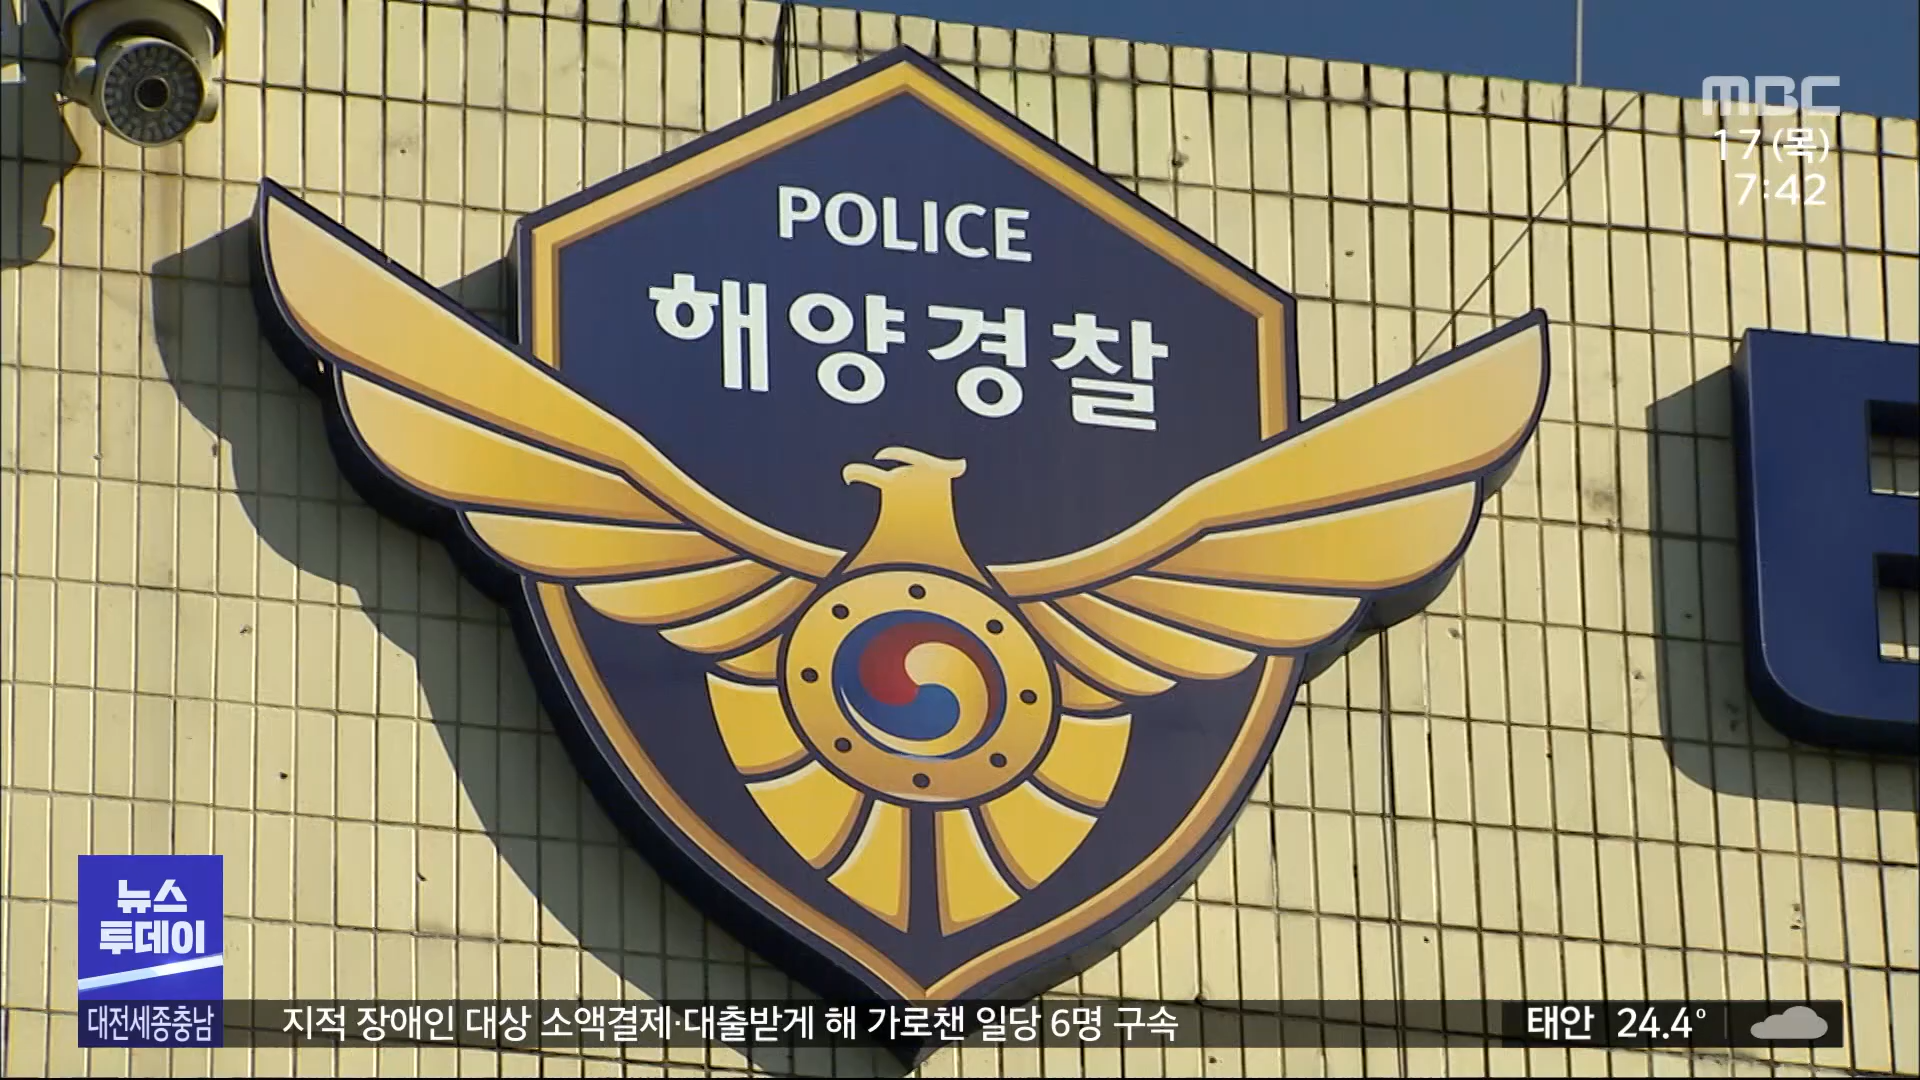 MBC
17 (목)
7:42
POLICE
해양경찰
뉴스
투데이
대전세종충남
지적 장애인 대상 소액결제·대출받게 해 가로챈 일당 6명 구속
태안 24.4°